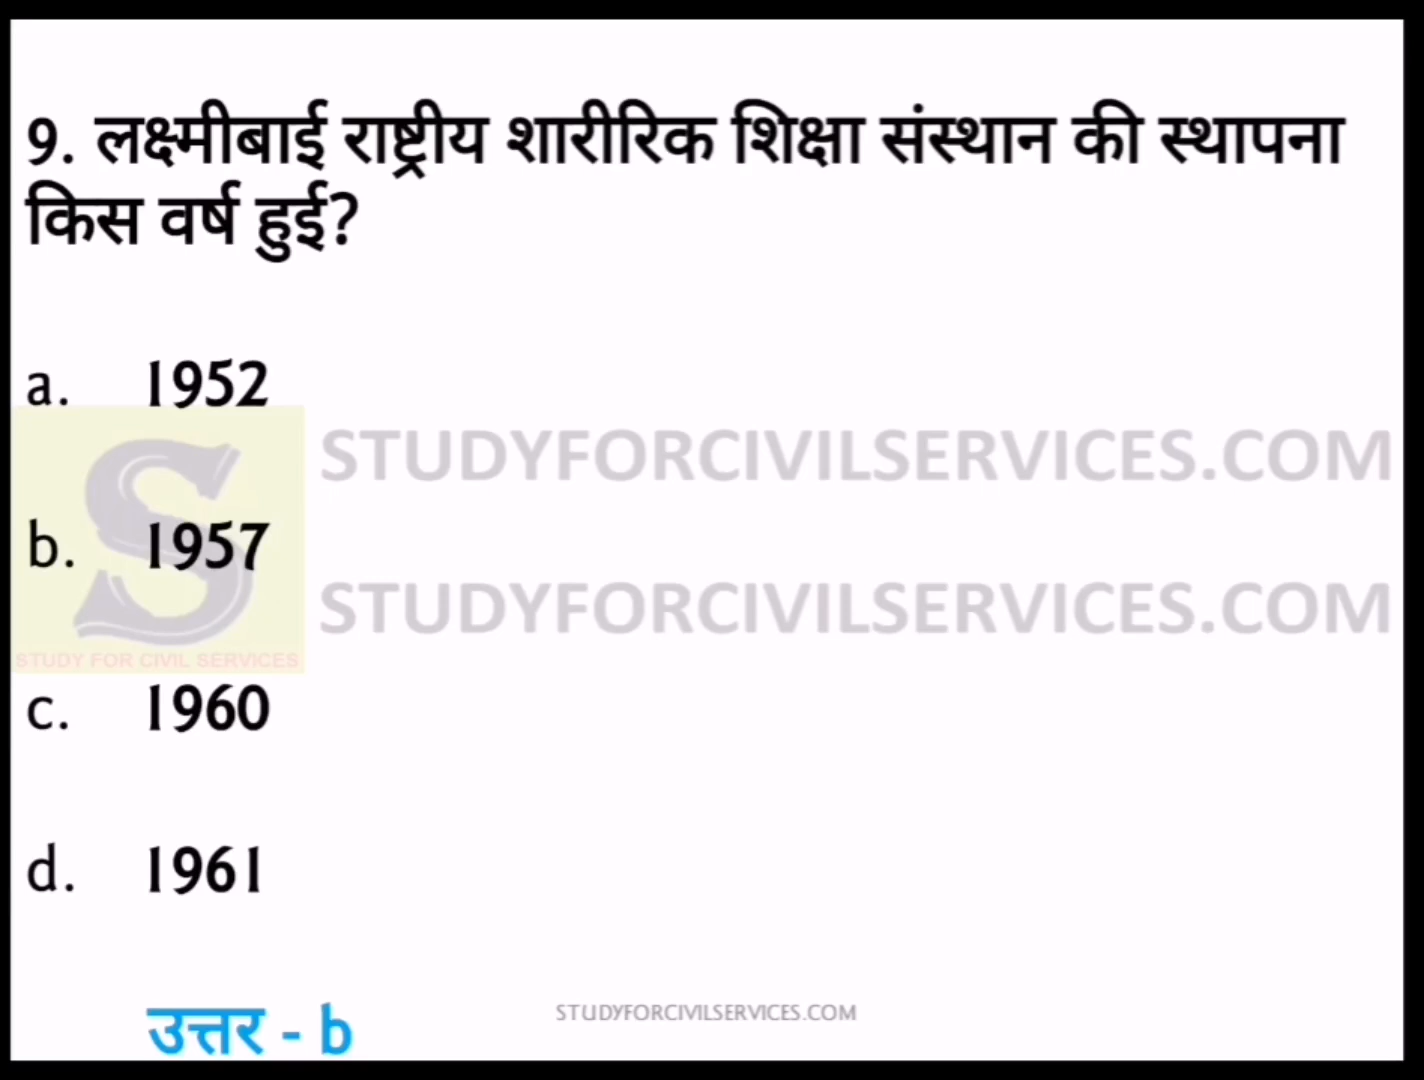 9. लक्ष्मीबाई राष्ट्रीय शारीरिक शिक्षा संस्थान की स्थापना
किस वर्ष हुई?
a. 1952
STUDYFORCIVILSERVICES.COM
b. 1957
STUDYFORCIVILSERVICES.COM
S
STUDY FOR CIVIL SERVICES
c. 1960
d. 1961
उत्तर - b
STUDYFORCIVILSERVICES.COM